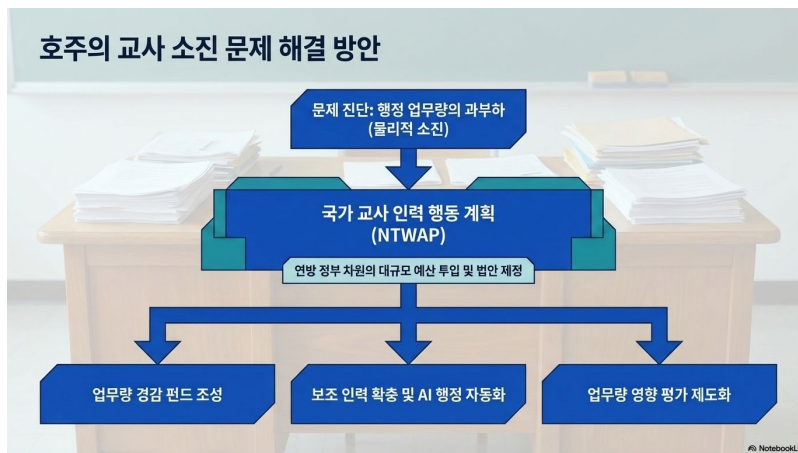 호주의 교사 소진 문제 해결 방안
문제 진단: 행정 업무량의 과부하
(물리적 소진)
국가 교사 인력 행동 계획
(NTWAP)
연방 정부 차원의 대규모 예산 투입 및 법안 제정
업무량 경감 펀드 조성
보조 인력 확충 및 AI 행정 자동화
업무량 영향 평가 제도화
NotebookL